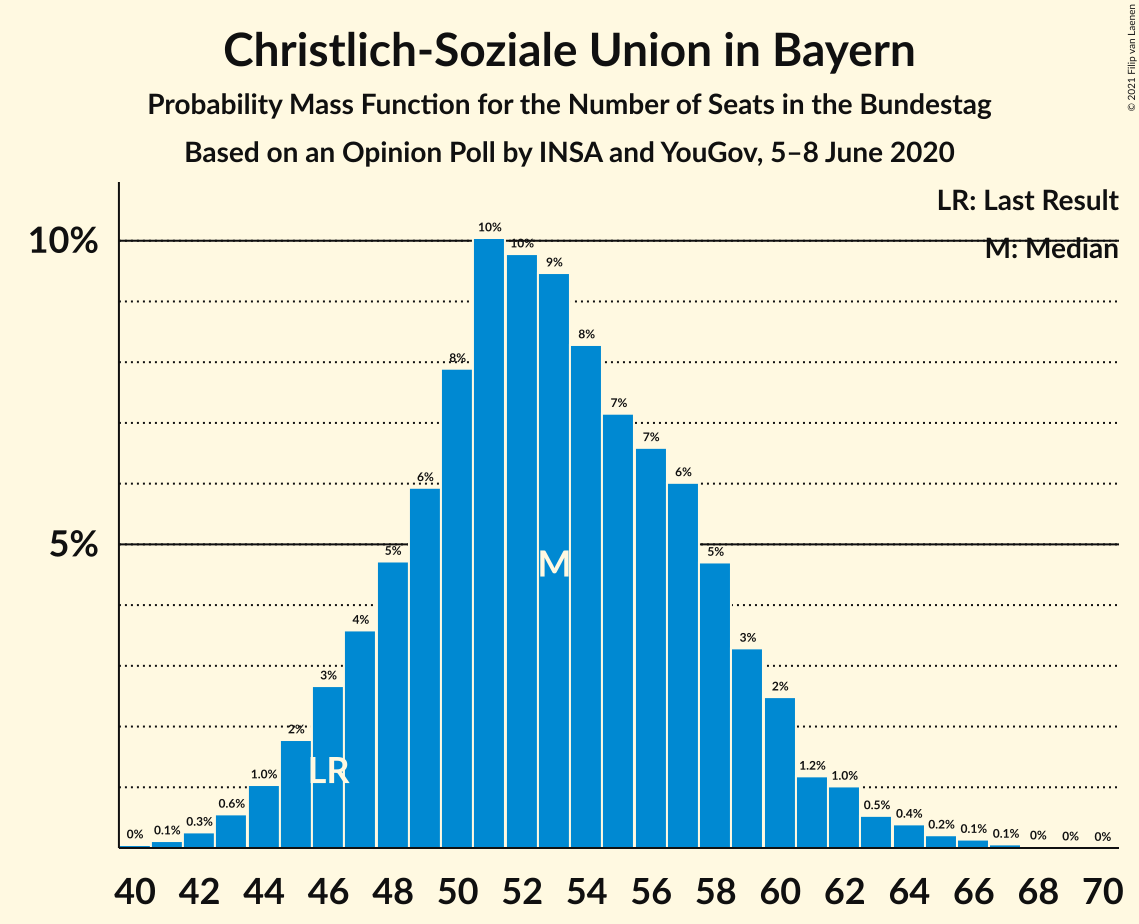 Christlich-Soziale Union in Bayern
Probability Mass Function for the Number of Seats in the Bundestag
Based on an Opinion Poll by INSA and YouGov, 5–8 June 2020
© 2021 Filip van Laenen
LR: Last Result
M: Median
10%
5%
0% 0.1% 0.3% 0.6% 1.0% 2% 3% 4% 5% 6% 8% 10% 10% 9% 8% 7% 7% 6% 5% 3% 2% 1.2% 1.0% 0.5% 0.4% 0.2% 0.1% 0.1% 0% 0% 0%
M
LR
40 42 44 46 48 50 52 54 56 58 60 62 64 66 68 70